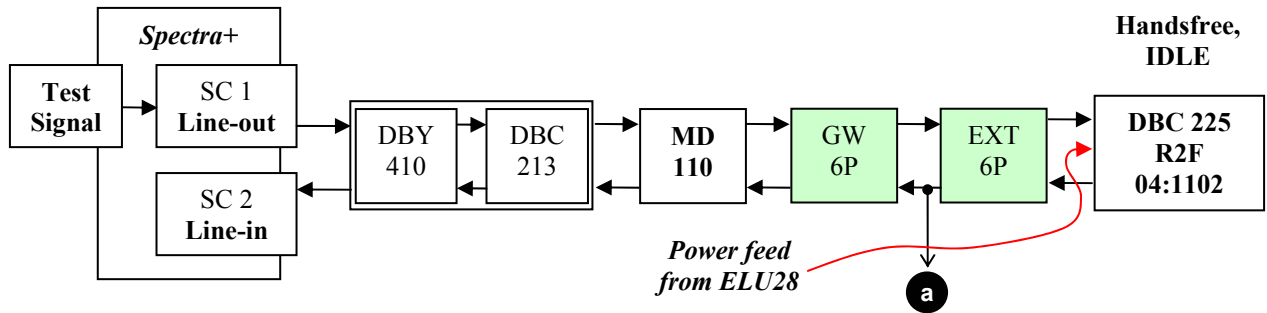 Spectra+
Handsfree,
IDLE
Test
Signal
SC 1
Line-out
DBY
410
DBC
213
MD
110
GW
6P
EXT
6P
DBC 225
R2F
04:1102
SC 2
Line-in
Power feed
from ELU28
a